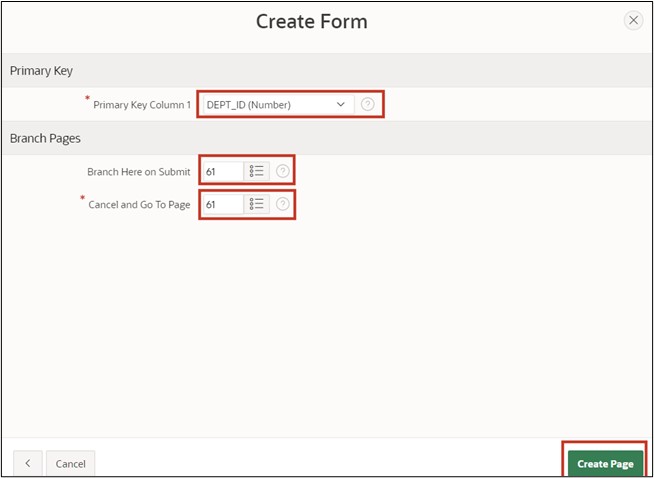 Create Form
Primary Key
* Primary Key Column 1 DEPT_ID (Number) ?
Branch Pages
Branch Here on Submit 61 ?
* Cancel and Go To Page 61 ?
< Cancel Create Page